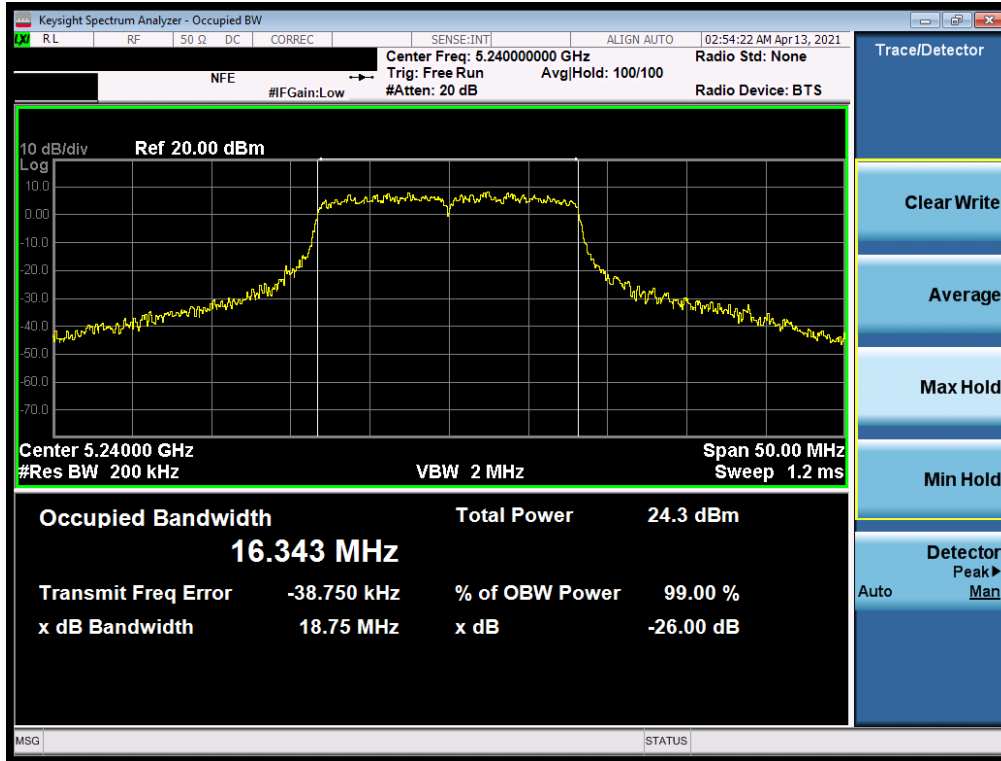 Keysight Spectrum Analyzer - Occupied BW
LXI RL RF 50 Ω DC CORREC SENSE:INT ALIGN AUTO 02:54:22 AM Apr 13, 2021
Center Freq: 5.240000000 GHz Radio Std: None
NFE Trig: Free Run Avg|Hold: 100/100
#IFGain:Low #Atten: 20 dB Radio Device: BTS
Trace/Detector
10 dB/div Ref 20.00 dBm
Log
10.0
0.00
-10.0
-20.0
-30.0
-40.0
-50.0
-60.0
-70.0
Center 5.24000 GHz Span 50.00 MHz
#Res BW 200 kHz VBW 2 MHz Sweep 1.2 ms
Occupied Bandwidth Total Power 24.3 dBm
16.343 MHz
Transmit Freq Error -38.750 kHz % of OBW Power 99.00 %
x dB Bandwidth 18.75 MHz x dB -26.00 dB
Clear Write
Average
Max Hold
Min Hold
Detector
Peak▶
Auto Man
MSG STATUS